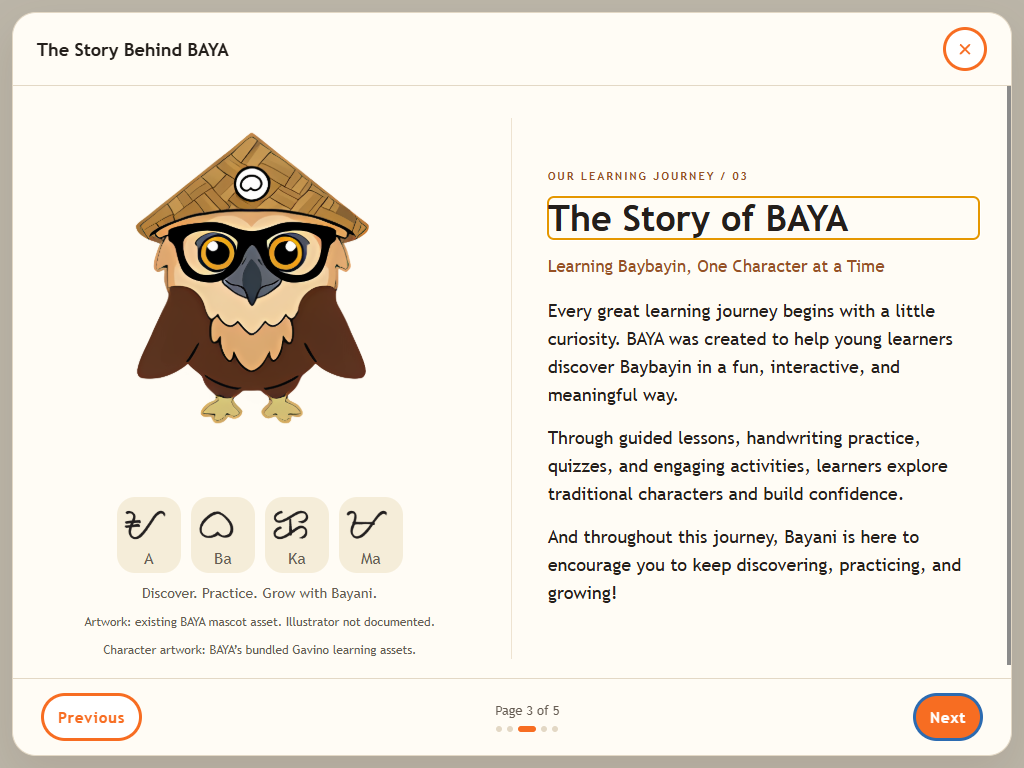 The Story Behind BAYA
ᜀ
ᜊ
ᜃ
ᜋ
A
Ba
Ka
Ma
Discover. Practice. Grow with Bayani.
Artwork: existing BAYA mascot asset. Illustrator not documented.
Character artwork: BAYA's bundled Gavino learning assets.
OUR LEARNING JOURNEY / 03
The Story of BAYA
Learning Baybayin, One Character at a Time
Every great learning journey begins with a little
curiosity. BAYA was created to help young learners
discover Baybayin in a fun, interactive, and
meaningful way.
Through guided lessons, handwriting practice,
quizzes, and engaging activities, learners explore
traditional characters and build confidence.
And throughout this journey, Bayani is here to
encourage you to keep discovering, practicing, and
growing!
Previous
Page 3 of 5
Next